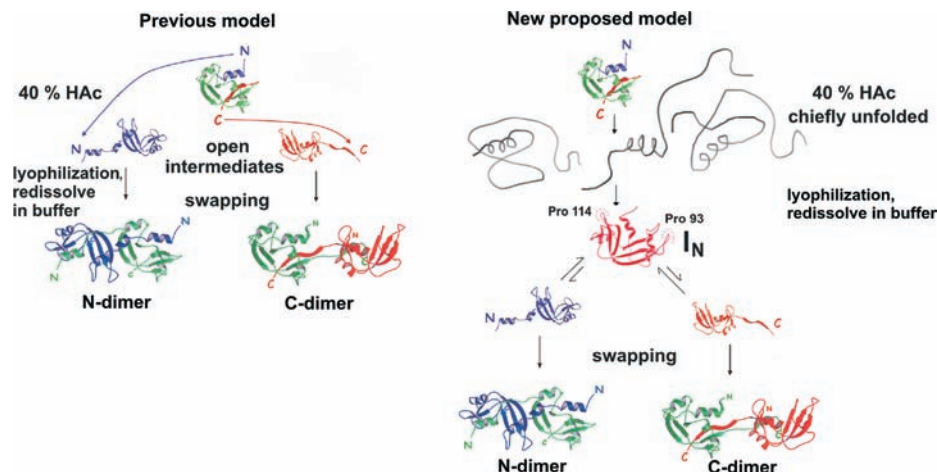 Previous model
N
40 % HAc
C
N
C
open
intermediates
lyophilization,
redissolve
in buffer
swapping
N
N
N
N
C
C
N-dimer
C-dimer
New proposed model
N
C
40 % HAc
chiefly unfolded
lyophilization,
redissolve in buffer
Pro 114
Pro 93
IN
N
C
swapping
N
N
N
N
C
C
N-dimer
C-dimer